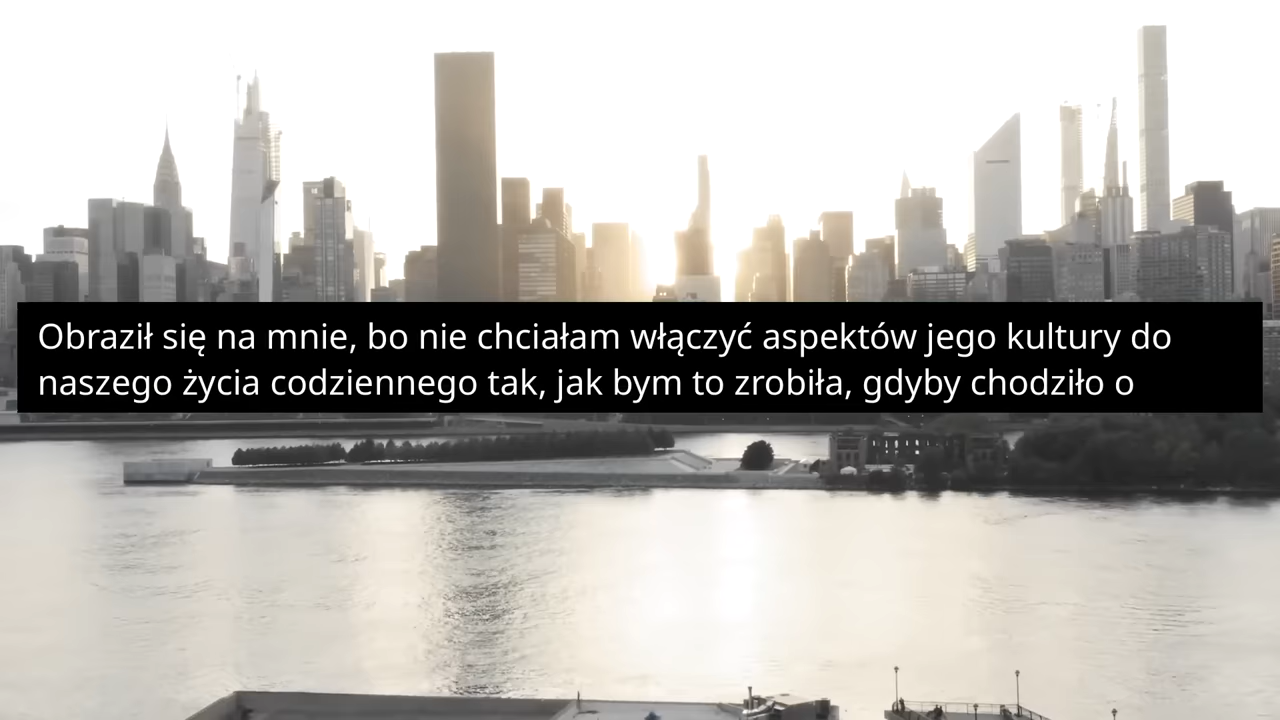 Obraził się na mnie, bo nie chciałam włączyć aspektów jego kultury do
naszego życia codziennego tak, jak bym to zrobiła, gdyby chodziło o